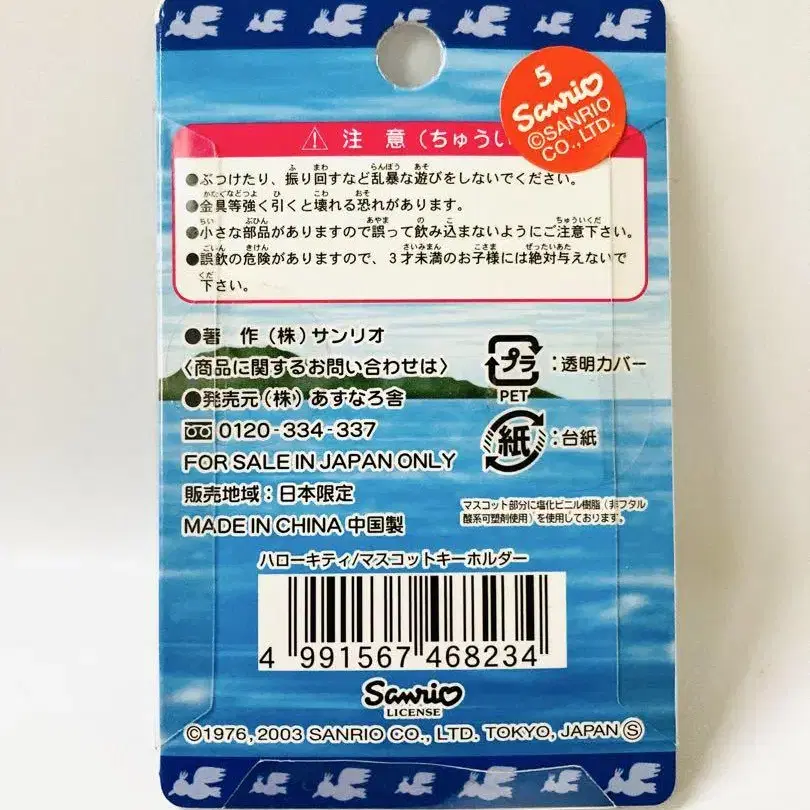 5
Sanrio
©SANRIO
CO., LTD.
⚠ 注 意 (ちゅうい
●ぶつけたり、振り回すなど乱暴な遊びをしないでください。
●金具等強く引くと壊れる恐れがあります。
●小さな部品がありますので誤って飲み込まないようにご注意下さい。
●誤飲の危険がありますので、3才未満のお子様には絶対与えないで
下さい。
●著 作 (株) サンリオ
〈商品に関するお問い合わせは〉
●発売元 (株) あすなろ舎
0120-334-337
FOR SALE IN JAPAN ONLY
販売地域:日本限定
MADE IN CHINA 中国製
プラ :透明カバー
PET
紙 :台紙
マスコット部分に塩化ビニル樹脂 (非フタル
酸系可塑剤使用) を使用しております。
ハローキティ/マスコットキーホルダー
4 991567 468234
Sanrio
LICENSE
©1976, 2003 SANRIO CO., LTD. TOKYO, JAPAN Ⓢ